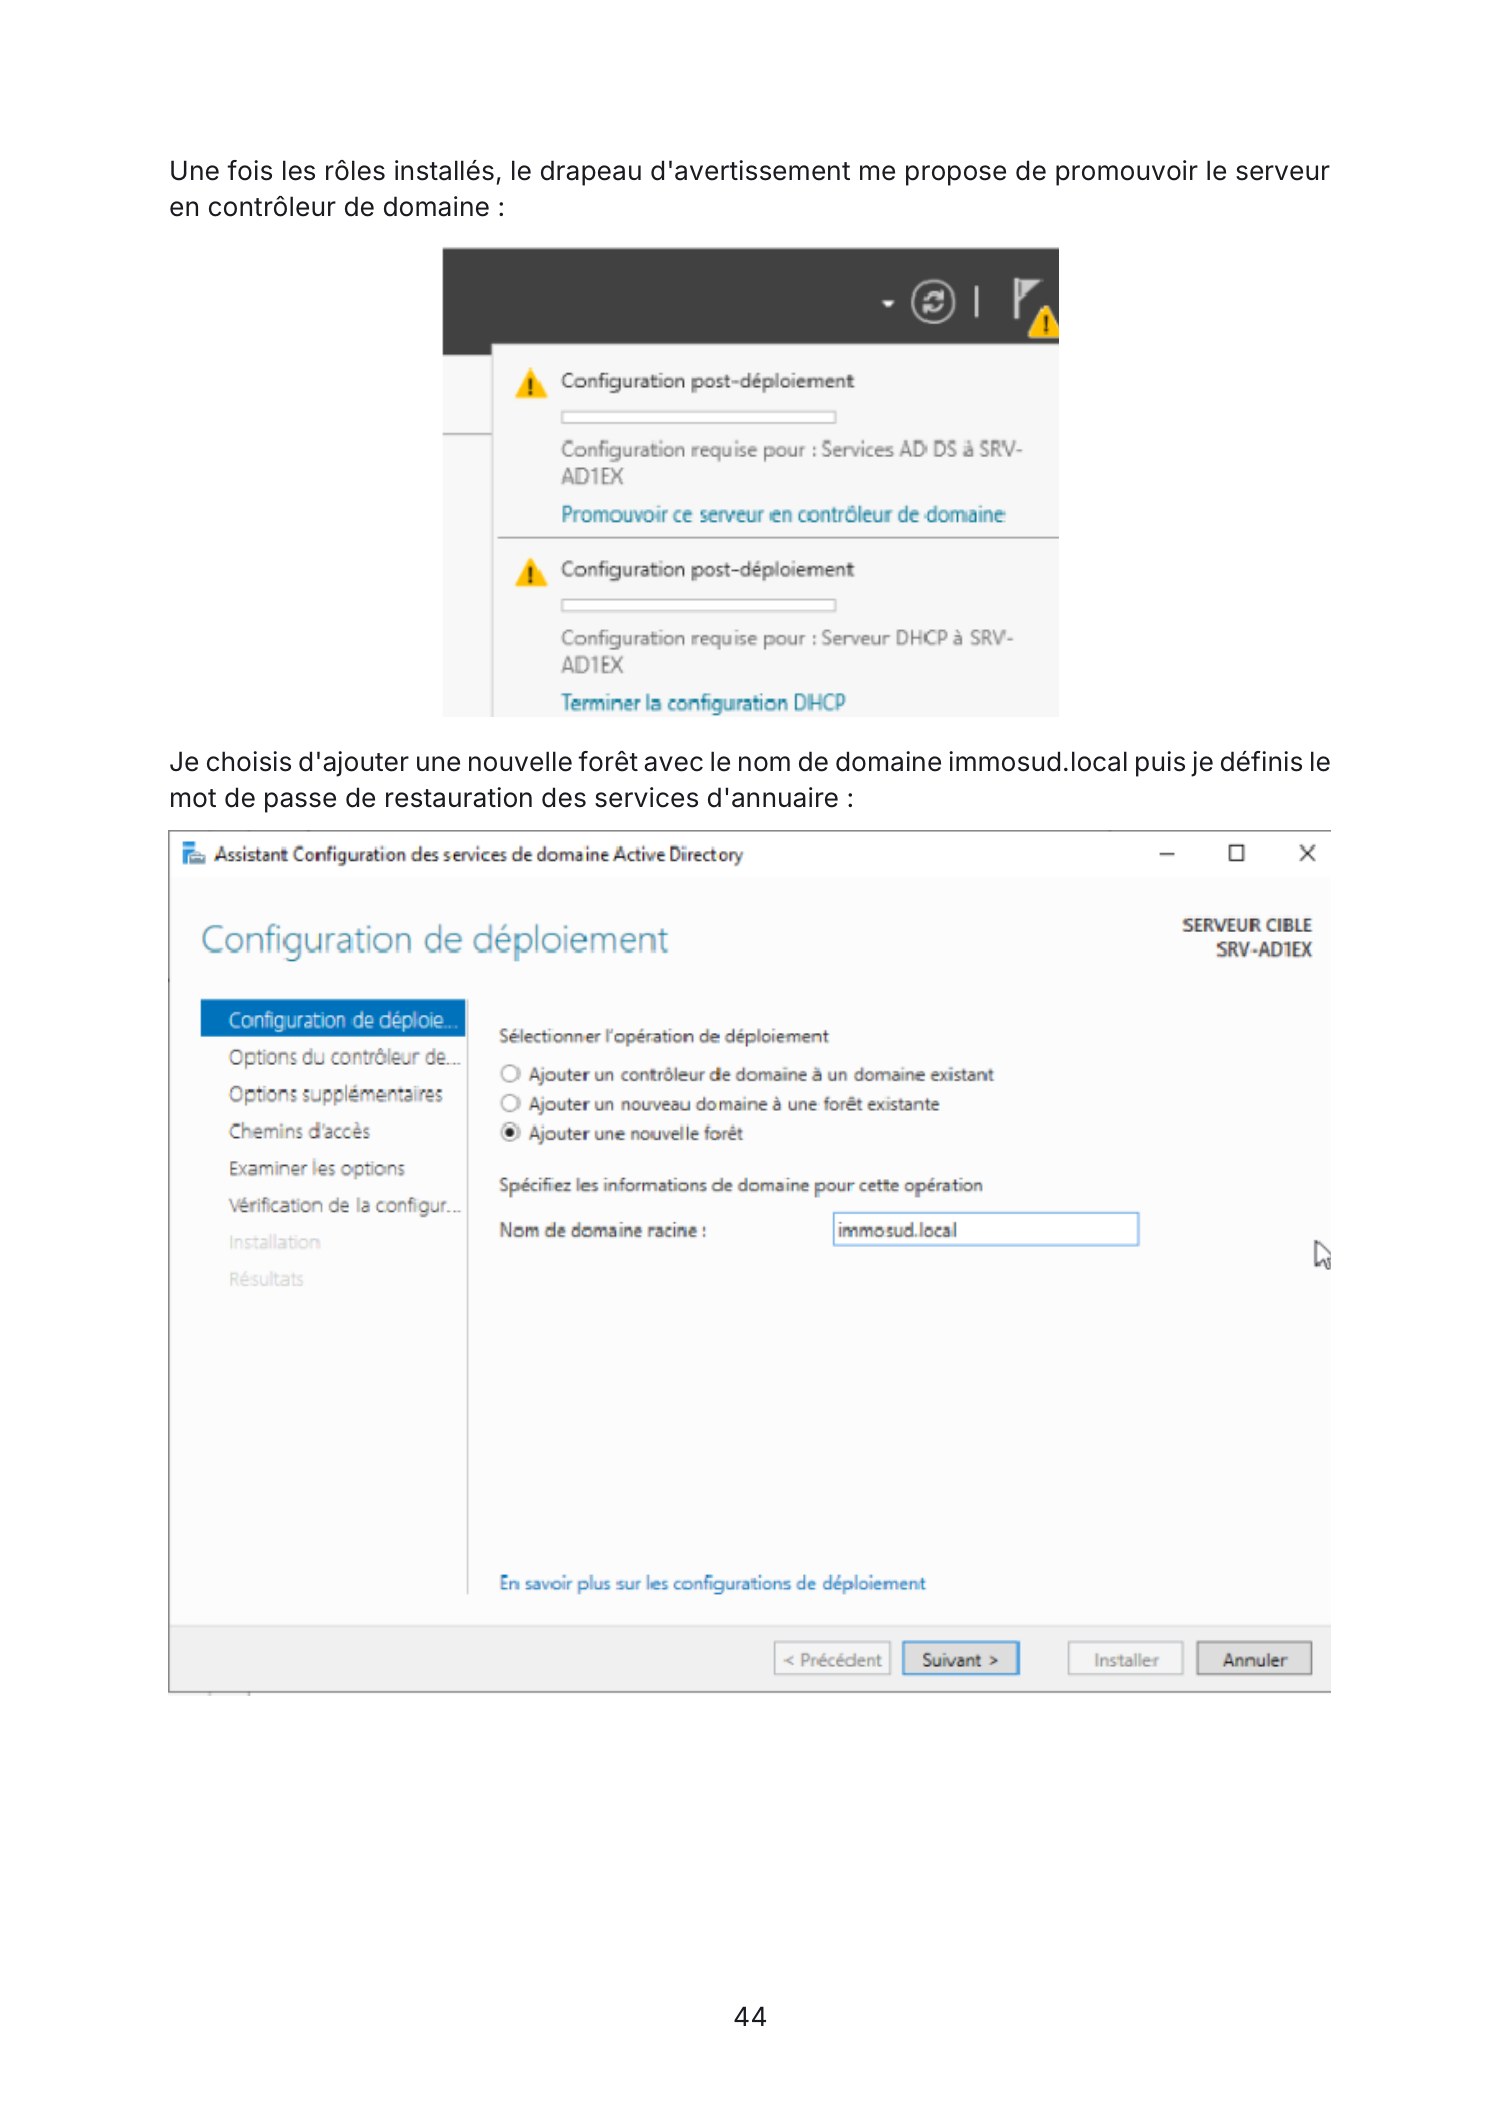 Une fois les rôles installés, le drapeau d'avertissement me propose de promouvoir le serveur
en contrôleur de domaine :
Configuration post-déploiement
Configuration requise pour : Services AD DS à SRV-
AD1EX
Promouvoir ce serveur en contrôleur de domaine
Configuration post-déploiement
Configuration requise pour : Serveur DHCP à SRV-
AD1EX
Terminer la configuration DHCP
Je choisis d'ajouter une nouvelle forêt avec le nom de domaine immosud.local puis je définis le
mot de passe de restauration des services d'annuaire :
Assistant Configuration des services de domaine Active Directory
Configuration de déploiement
SERVEUR CIBLE
SRV-AD1EX
Configuration de déploie...
Options du contrôleur de...
Options supplémentaires
Chemins d'accès
Examiner les options
Vérification de la configur...
Installation
Résultats
Sélectionner l'opération de déploiement
Ajouter un contrôleur de domaine à un domaine existant
Ajouter un nouveau domaine à une forêt existante
Ajouter une nouvelle forêt
Spécifiez les informations de domaine pour cette opération
Nom de domaine racine : immosud.local
En savoir plus sur les configurations de déploiement
< Précédent Suivant > Installer Annuler
44